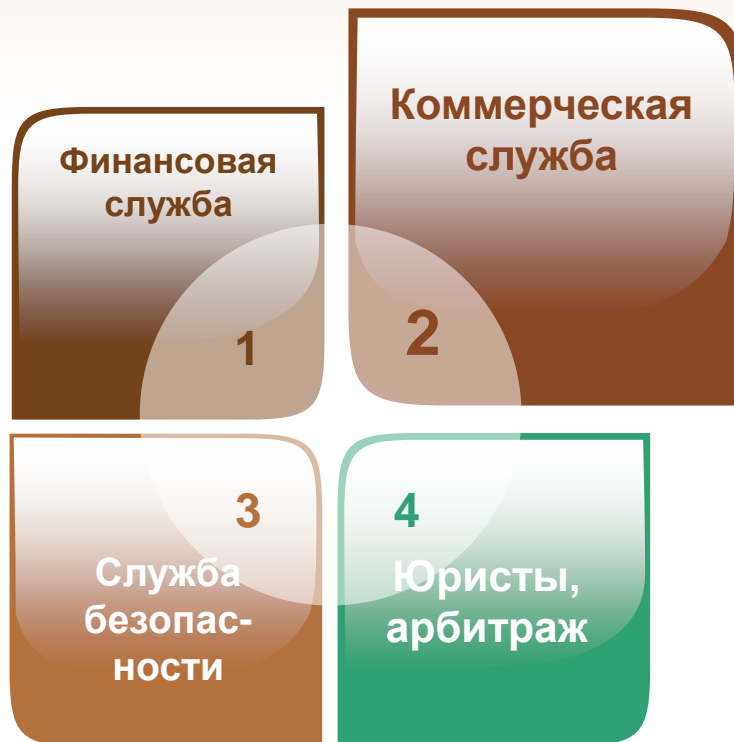 Финансовая
служба
1
Коммерческая
служба
2
3
Служба
безопас-
ности
4
Юристы,
арбитраж